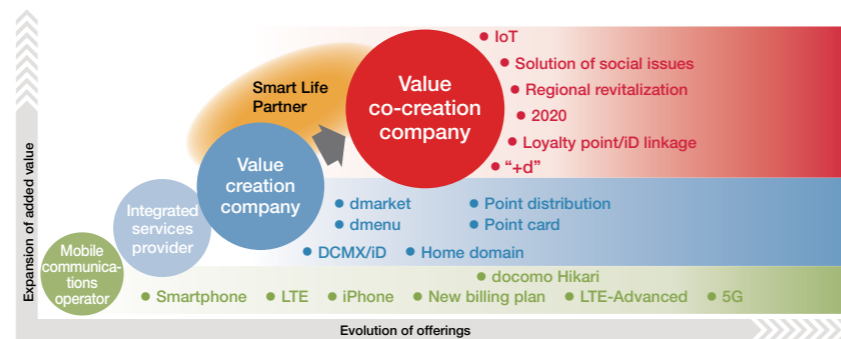 Expansion of added value
IoT
Solution of social issues
Regional revitalization
2020
Loyalty point/iD linkage
“+d”
Value
co-creation
company
Smart Life
Partner
Value
creation
company
dmarket
Point distribution
dmenu
Point card
DCMX/iD
Home domain
Integrated
services
provider
Mobile
communica-
tions
operator
docomo Hikari
Smartphone
LTE
iPhone
New billing plan
LTE-Advanced
5G
Evolution of offerings